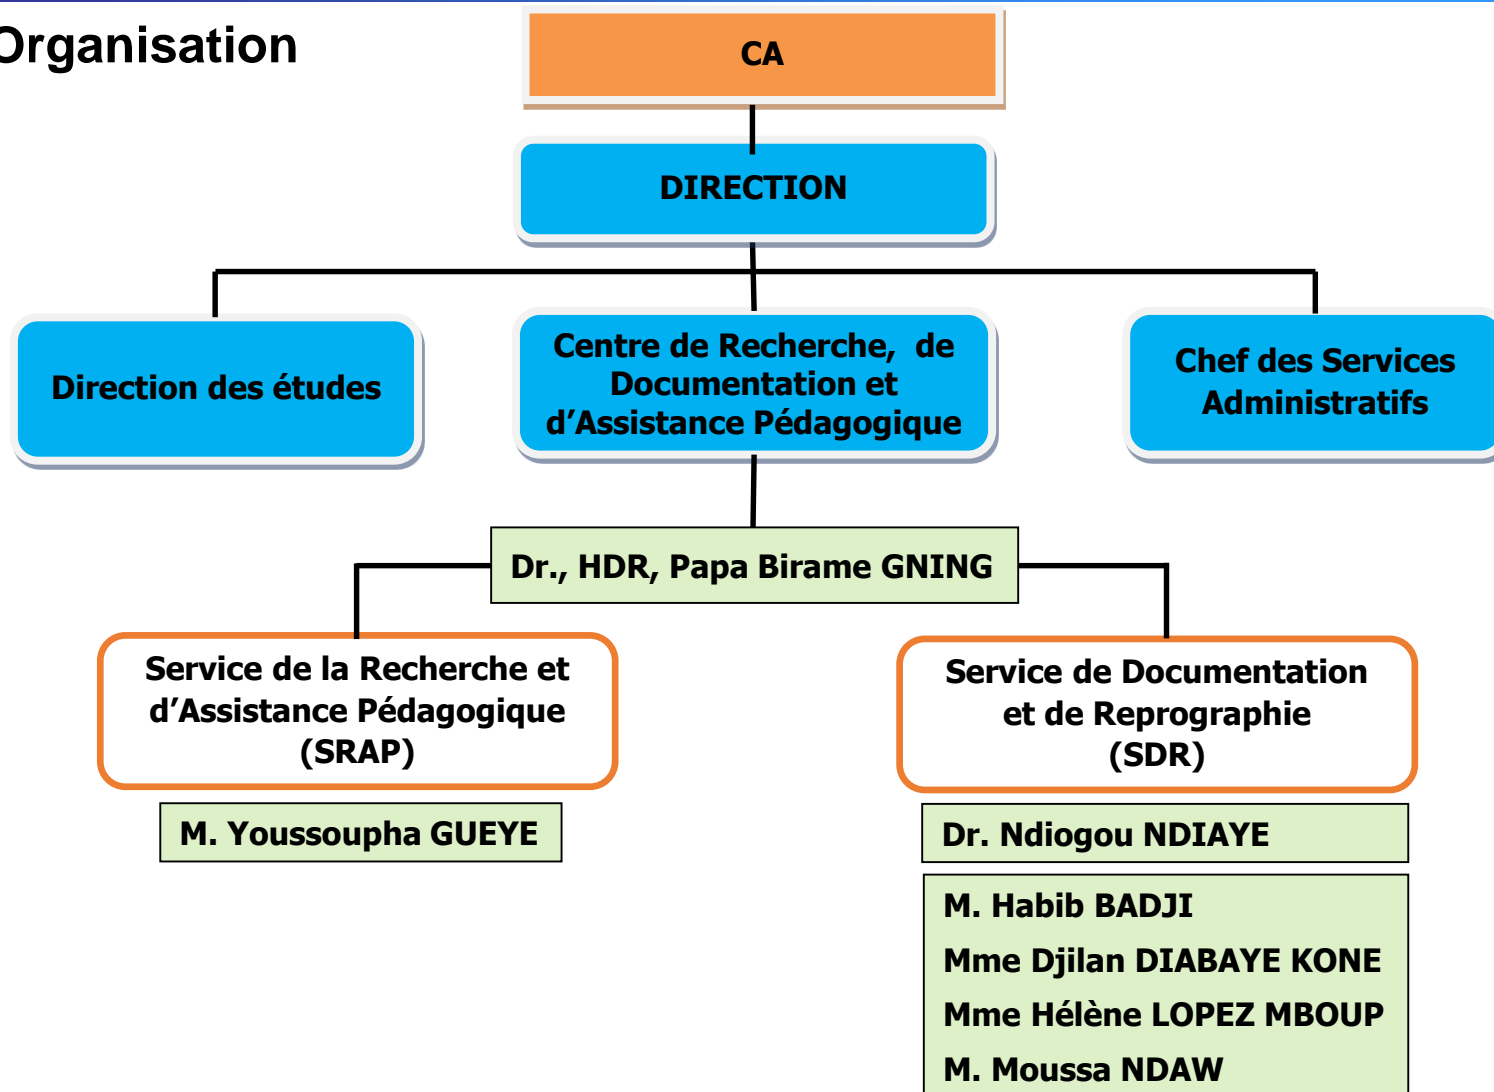 Organisation
CA
DIRECTION
Direction des études
Centre de Recherche, de
Documentation et
d’Assistance Pédagogique
Chef des Services
Administratifs
Dr., HDR, Papa Birame GNING
Service de la Recherche et
d’Assistance Pédagogique
(SRAP)
M. Youssoupha GUEYE
Service de Documentation
et de Reprographie
(SDR)
Dr. Ndiogou NDIAYE
M. Habib BADJI
Mme Djilan DIABAYE KONE
Mme Hélène LOPEZ MBOUP
M. Moussa NDAW